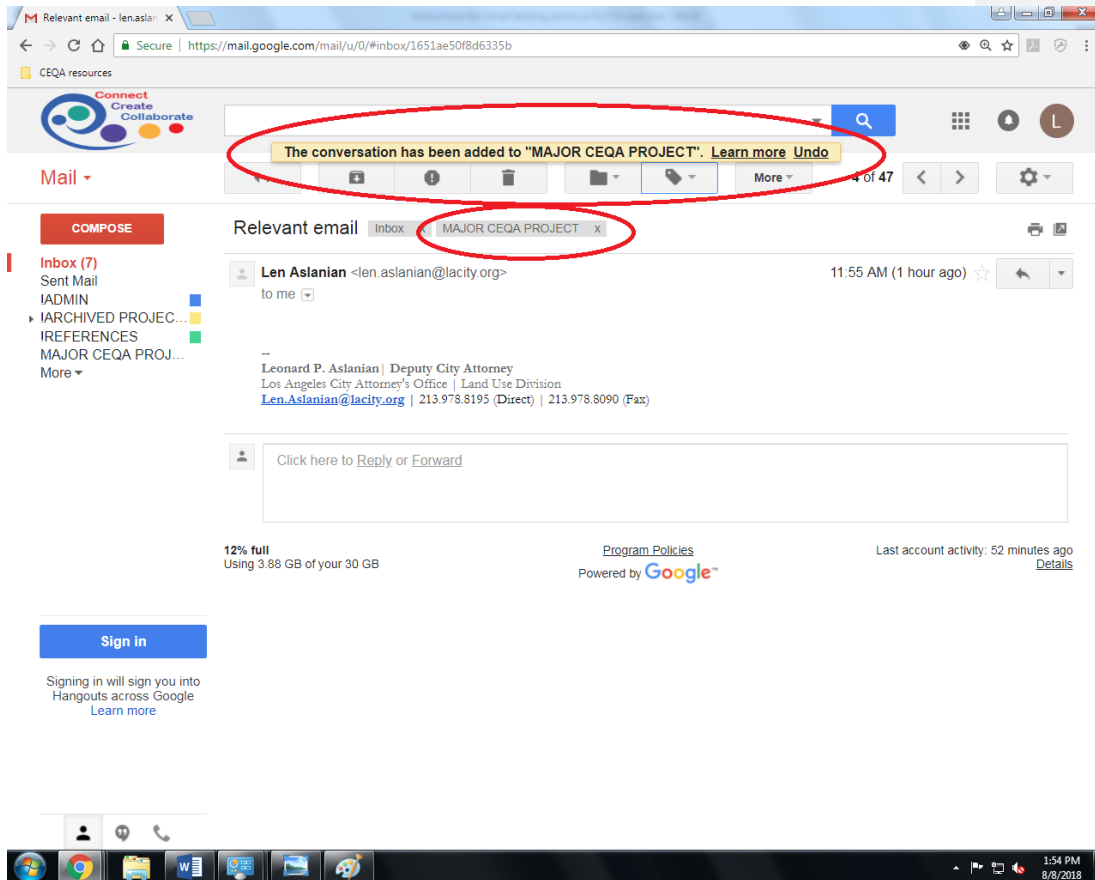 Relevant email - len.aslan
Secure | https://mail.google.com/mail/u/0/#inbox/1651ae50f8d6335b
CEQA resources
Connect
Create
Collaborate
L
The conversation has been added to "MAJOR CEQA PROJECT". Learn more Undo
Mail
More
4 of 47
COMPOSE
Relevant email Inbox x MAJOR CEQA PROJECT x
Inbox (7)
Sent Mail
!ADMIN
!ARCHIVED PROJEC...
!REFERENCES
MAJOR CEQA PROJ...
More
Len Aslanian <len.aslanian@lacity.org> 11:55 AM (1 hour ago)
to me
--
Leonard P. Aslanian | Deputy City Attorney
Los Angeles City Attorney's Office | Land Use Division
Len.Aslanian@lacity.org | 213.978.8195 (Direct) | 213.978.8090 (Fax)
Click here to Reply or Forward
12% full
Using 3.88 GB of your 30 GB
Program Policies
Powered by Google™
Last account activity: 52 minutes ago
Details
Sign in
Signing in will sign you into
Hangouts across Google
Learn more
1:54 PM
8/8/2018